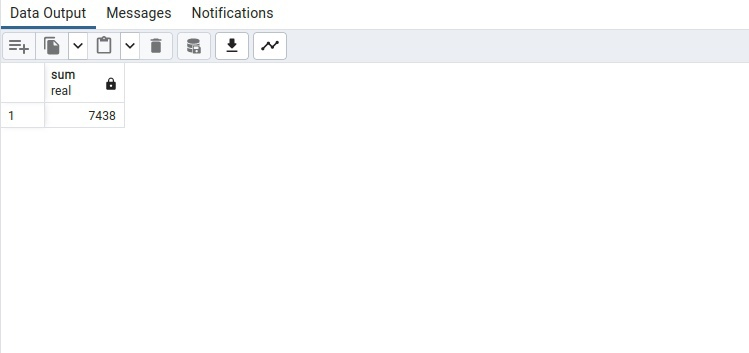 Data Output Messages Notifications
sum
real
1 7438